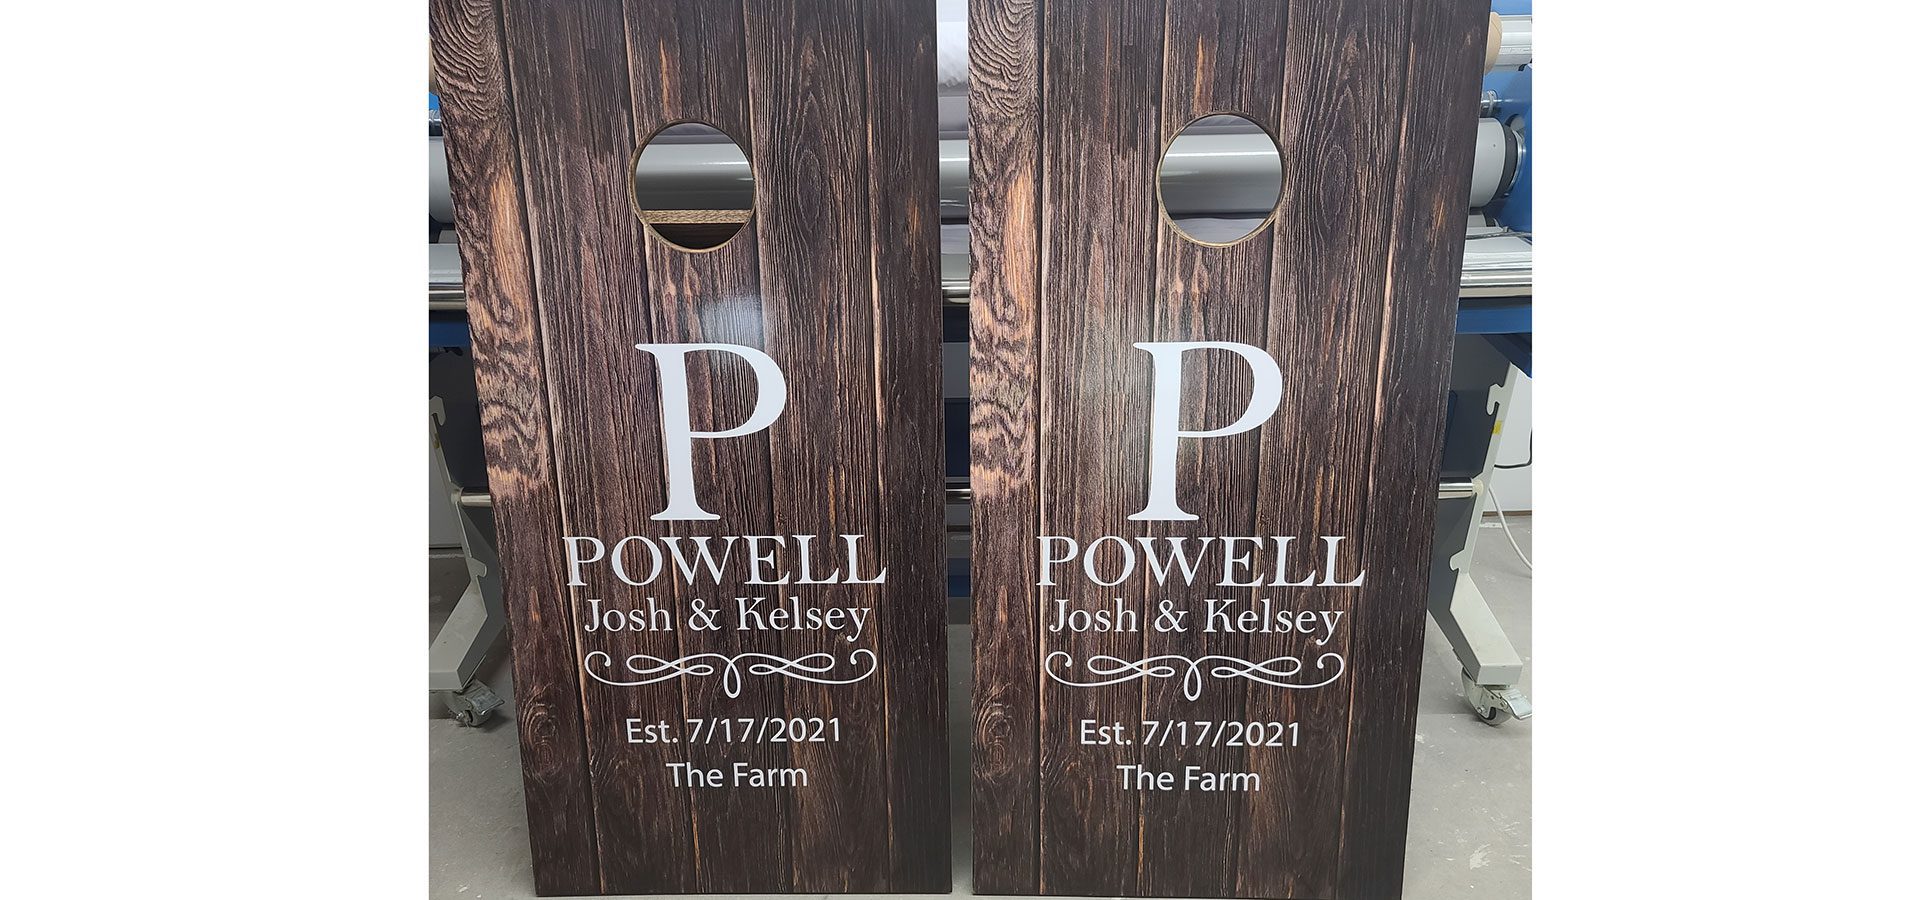 P
POWELL
Josh & Kelsey
Est. 7/17/2021
The Farm
P
POWELL
Josh & Kelsey
Est. 7/17/2021
The Farm